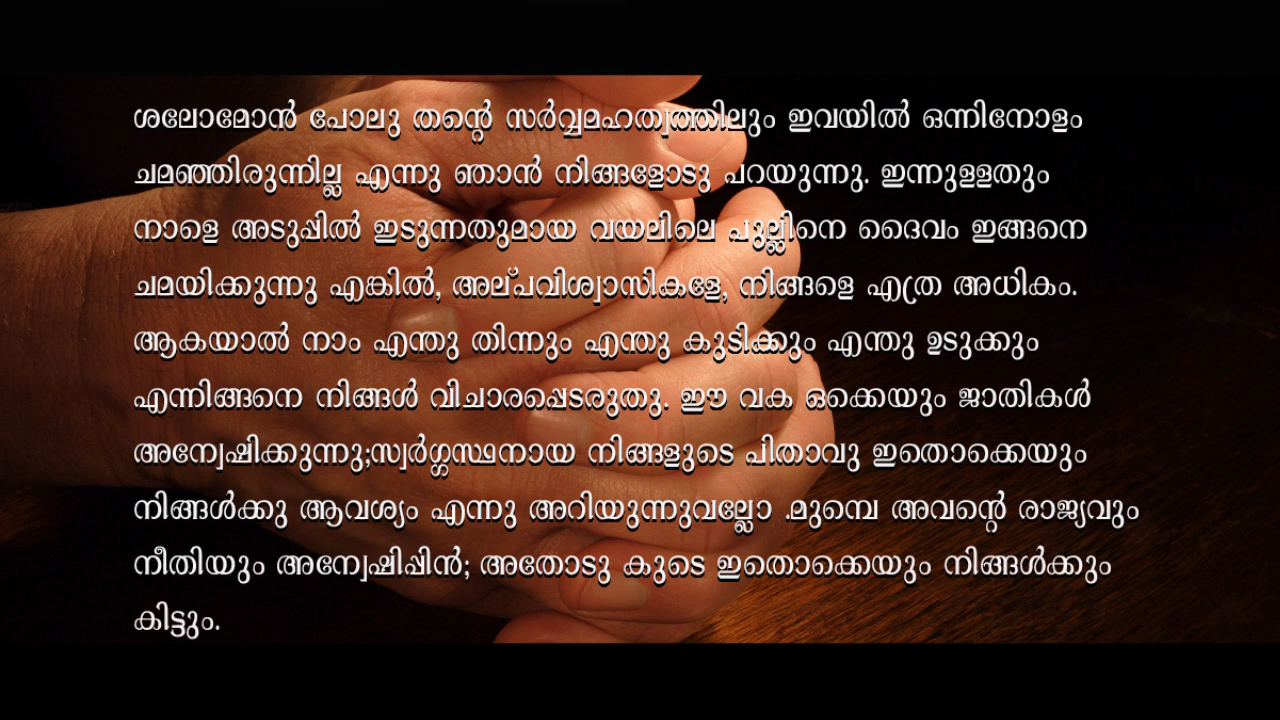 ശലോമോൻ പോലു തന്റെ സർവ്വമഹത്വത്തിലും ഇവയിൽ ഒന്നിനോളം
ചമഞ്ഞിരുന്നില്ല എന്നു ഞാൻ നിങ്ങളോടു പറയുന്നു. ഇന്നുളളതും
നാളെ അടുപ്പിൽ ഇടുന്നതുമായ വയലിലെ പുല്ലിനെ ദൈവം ഇങ്ങനെ
ചമയിക്കുന്നു എങ്കിൽ, അല്പവിശ്വാസികളേ, നിങ്ങളെ എത്ര അധികം.
ആകയാൽ നാം എന്തു തിന്നും എന്തു കുടിക്കും എന്തു ഉടുക്കും
എന്നിങ്ങനെ നിങ്ങൾ വിചാരപ്പെടരുതു. ഈ വക ഒക്കെയും ജാതികൾ
അന്വേഷിക്കുന്നു;സ്വർഗ്ഗസ്ഥനായ നിങ്ങളുടെ പിതാവു ഇതൊക്കെയും
നിങ്ങൾക്കു ആവശ്യം എന്നു അറിയുന്നുവല്ലോ .മുമ്പെ അവന്റെ രാജ്യവും
നീതിയും അന്വേഷിപ്പിൻ; അതോടു കുടെ ഇതൊക്കെയും നിങ്ങൾക്കും
കിട്ടും.